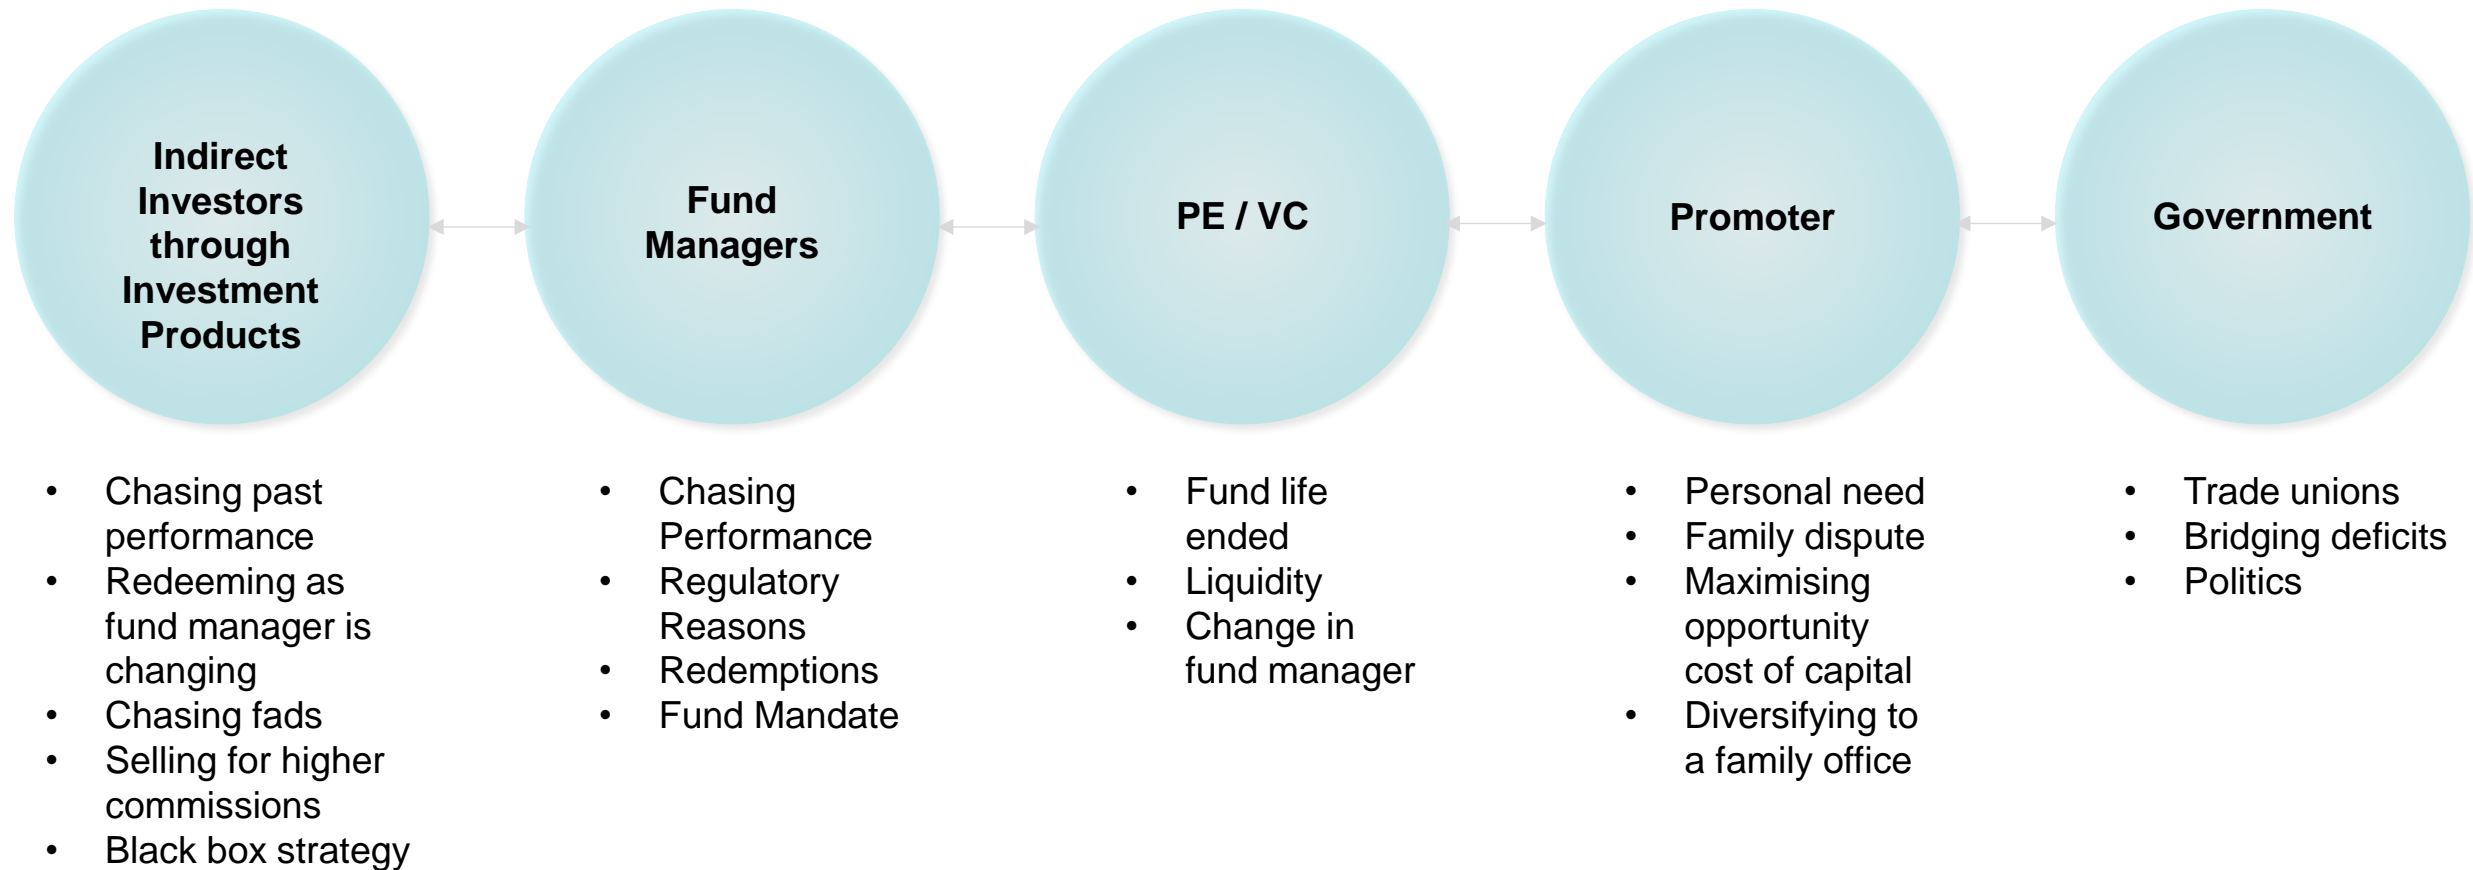 Indirect
Investors
through
Investment
Products
Fund
Managers
PE / VC
Promoter
Government
• Chasing past
performance
• Redeeming as
fund manager is
changing
• Chasing fads
• Selling for higher
commissions
• Black box strategy
• Chasing
Performance
• Regulatory
Reasons
• Redemptions
• Fund Mandate
• Fund life
ended
• Liquidity
• Change in
fund manager
• Personal need
• Family dispute
• Maximising
opportunity
cost of capital
• Diversifying to
a family office
• Trade unions
• Bridging deficits
• Politics